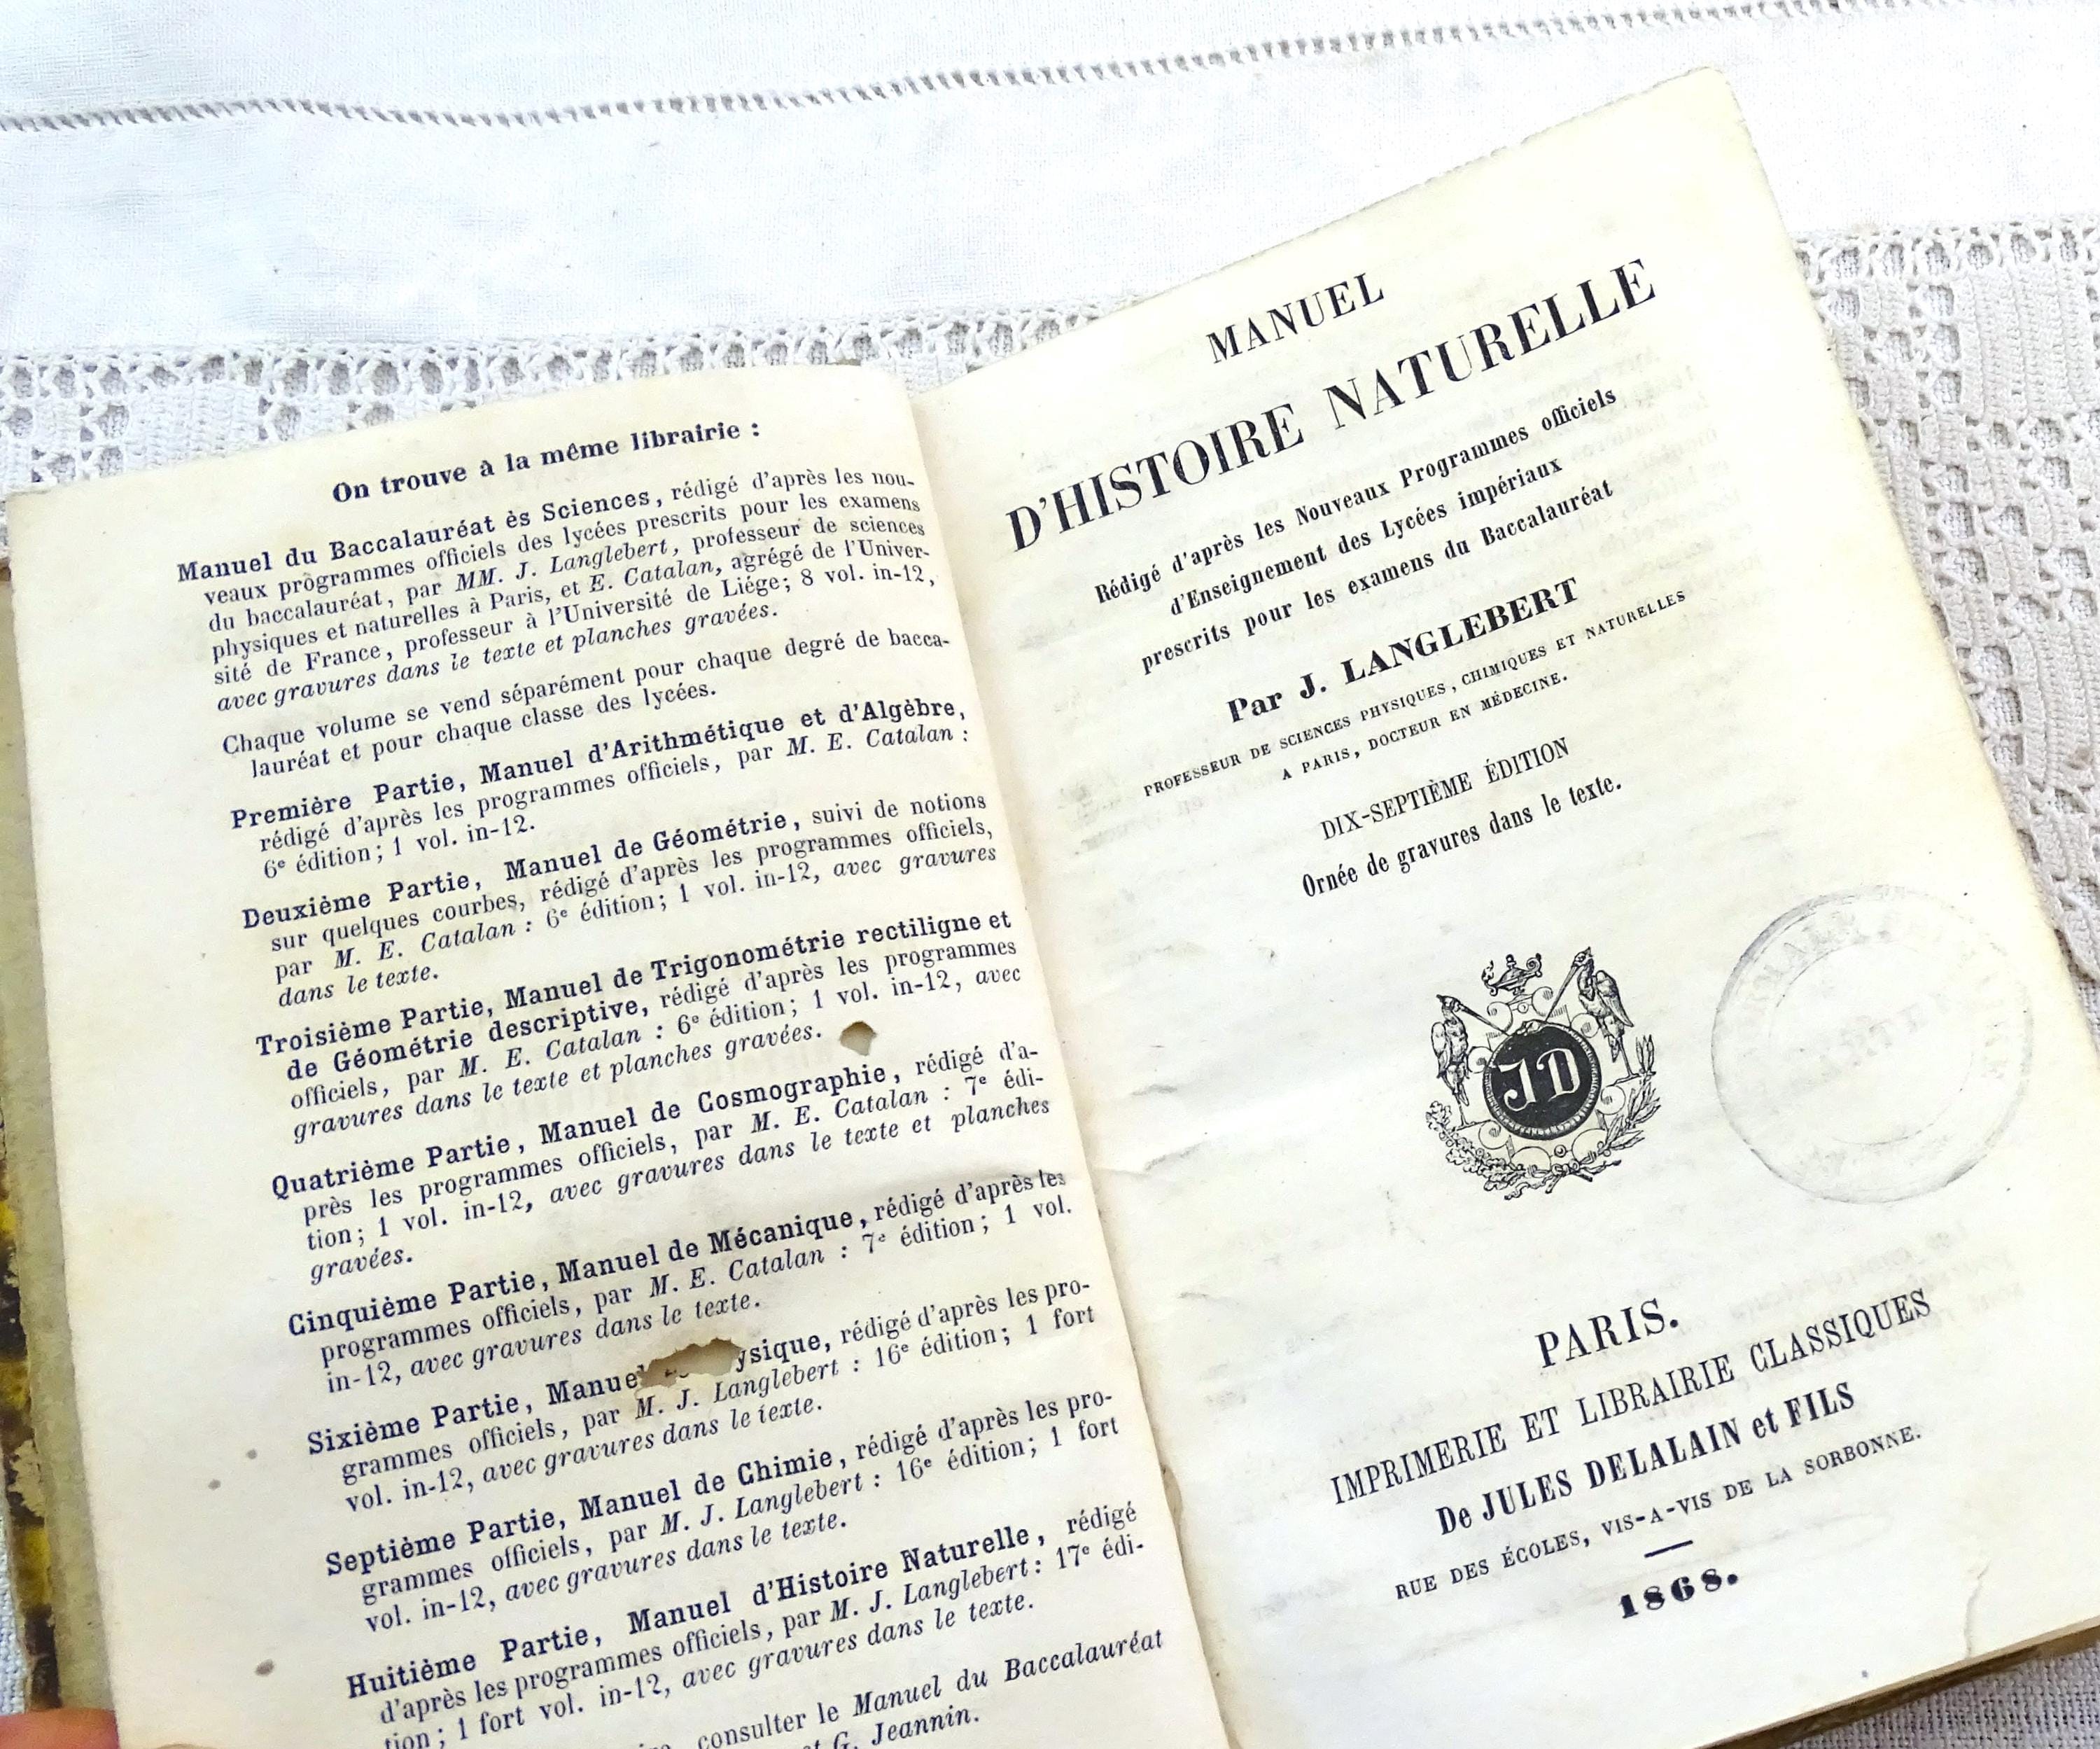 On trouve à la même librairie :
Manuel du Baccalauréat ès Sciences, rédigé d'après les nou-
veaux programmes officiels des lycées prescrits pour les examens
du baccalauréat, par MM. J. Langlebert, professeur de sciences
physiques et naturelles à Paris, et E. Catalan, agrégé de l'Univer-
sité de France, professeur à l'Université de Liége; 8 vol. in-12,
avec gravures dans le texte et planches gravées.
Chaque volume se vend séparément pour chaque degré de bacca-
lauréat et pour chaque classe des lycées.
Première Partie, Manuel d'Arithmétique et d'Algèbre,
rédigé d'après les programmes officiels, par M. E. Catalan :
6e édition; 1 vol. in-12.
Deuxième Partie, Manuel de Géométrie, suivi de notions
sur quelques courbes, rédigé d'après les programmes officiels,
par M. E. Catalan : 6e édition; 1 vol. in-12, avec gravures
dans le texte.
Troisième Partie, Manuel de Trigonométrie rectiligne et
de Géométrie descriptive, rédigé d'après les programmes
officiels, par M. E. Catalan : 6e édition; 1 vol. in-12, avec
gravures dans le texte et planches gravées.
Quatrième Partie, Manuel de Cosmographie, rédigé d'a-
près les programmes officiels, par M. E. Catalan : 7e édi-
tion; 1 vol. in-12, avec gravures dans le texte et planches
gravées.
Cinquième Partie, Manuel de Mécanique, rédigé d'après les
programmes officiels, par M. E. Catalan : 7e édition; 1 vol.
in-12, avec gravures dans le texte.
Sixième Partie, Manuel ysique, rédigé d'après les pro-
grammes officiels, par M. J. Langlebert : 16e édition; 1 fort
vol. in-12, avec gravures dans le texte.
Septième Partie, Manuel de Chimie, rédigé d'après les pro-
grammes officiels, par M. J. Langlebert : 16e édition; 1 fort
vol. in-12, avec gravures dans le texte.
Huitième Partie, Manuel d'Histoire Naturelle, rédigé
d'après les programmes officiels, par M. J. Langlebert : 17e édi-
tion; 1 fort vol. in-12, avec gravures dans le texte.
consulter le Manuel du Baccalauréat
et G. Jeannin.
MANUEL
D'HISTOIRE NATURELLE
Rédigé d'après les Nouveaux Programmes officiels
d'Enseignement des Lycées impériaux
prescrits pour les examens du Baccalauréat
Par J. LANGLEBERT
PROFESSEUR DE SCIENCES PHYSIQUES, CHIMIQUES ET NATURELLES
A PARIS, DOCTEUR EN MÉDECINE.
DIX-SEPTIÈME ÉDITION
Ornée de gravures dans le texte.
JD
PARIS.
IMPRIMERIE ET LIBRAIRIE CLASSIQUES
De JULES DELALAIN et FILS
RUE DES ÉCOLES, VIS-A-VIS DE LA SORBONNE.
1868.